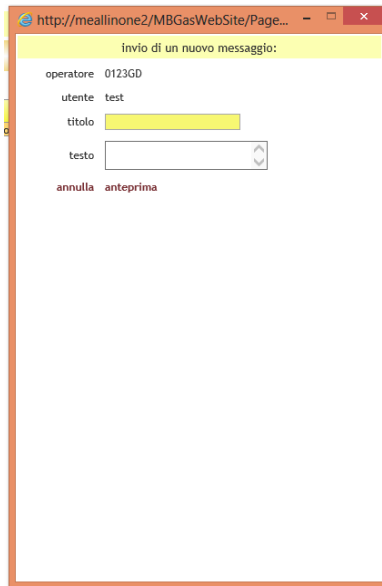 http://meallinone2/MBGasWebSite/Page...
invio di un nuovo messaggio:
operatore 0123GD
utente test
titolo
testo
annulla anteprima